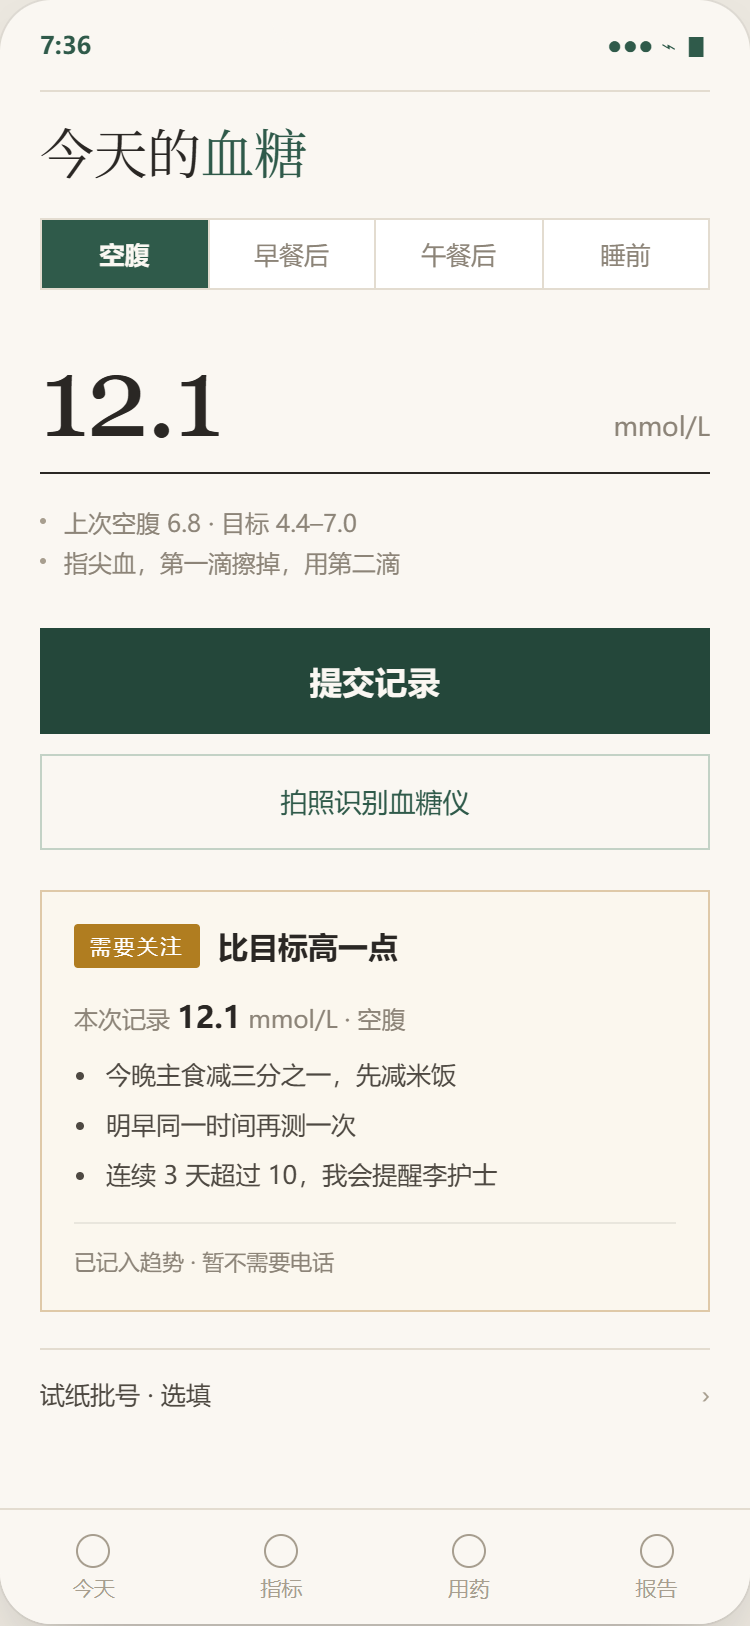 7:36
今天的血糖
空腹
早餐后
午餐后
睡前
12.1
mmol/L
上次空腹 6.8 · 目标 4.4–7.0
指尖血，第一滴擦掉，用第二滴
提交记录
拍照识别血糖仪
需要关注 比目标高一点
本次记录 12.1 mmol/L · 空腹
今晚主食减三分之一，先减米饭
明早同一时间再测一次
连续 3 天超过 10，我会提醒李护士
已记入趋势 · 暂不需要电话
试纸批号 · 选填
今天
指标
用药
报告